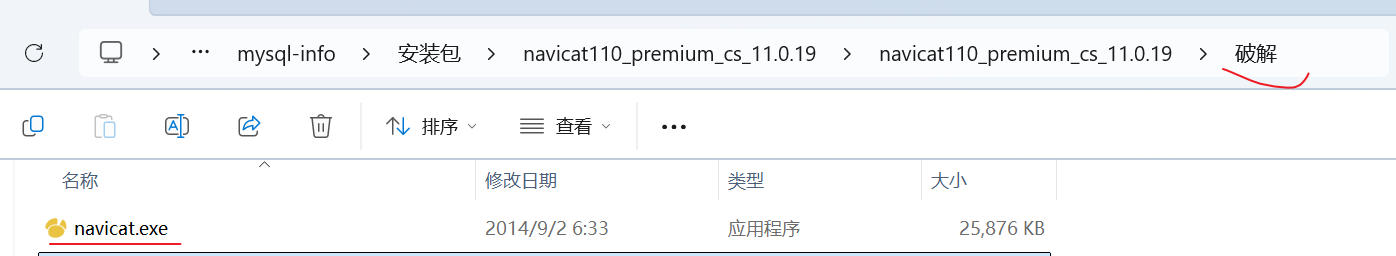 mysql-info 安装包 navicat110_premium_cs_11.0.19 navicat110_premium_cs_11.0.19 破解
排序 查看
名称 修改日期 类型 大小
navicat.exe 2014/9/2 6:33 应用程序 25,876 KB